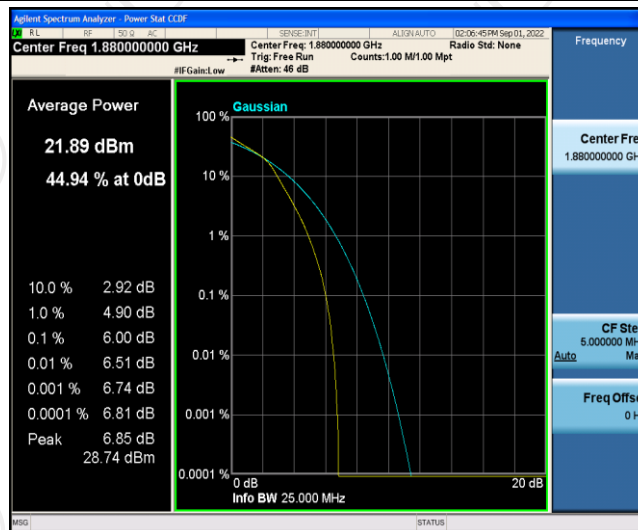 Agilent Spectrum Analyzer - Power Stat CCDF
RL RF 50 Ω AC SENSE:INT ALIGN AUTO 02:06:45 PM Sep 01, 2022
Center Freq 1.880000000 GHz
Center Freq: 1.880000000 GHz Radio Std: None
Trig: Free Run Counts:1.00 M/1.00 Mpt
#IFGain:Low #Atten: 46 dB
Frequency
Average Power
21.89 dBm
44.94 % at 0dB
10.0 % 2.92 dB
1.0 % 4.90 dB
0.1 % 6.00 dB
0.01 % 6.51 dB
0.001 % 6.74 dB
0.0001 % 6.81 dB
Peak 6.85 dB
28.74 dBm
Gaussian
100 %
10 %
1 %
0.1 %
0.01 %
0.001 %
0.0001 %
0 dB 20 dB
Info BW 25.000 MHz
Center Fre
1.880000000 GH
CF Ste
5.000000 MH
Auto Ma
Freq Offs
0 H
MSG STATUS